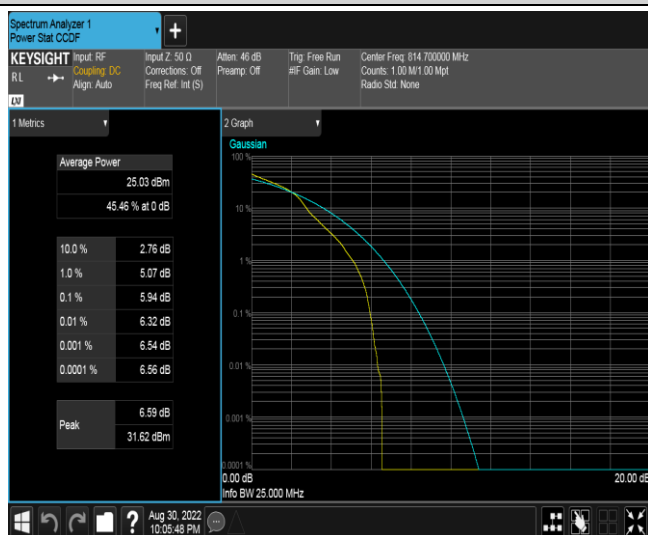 Spectrum Analyzer 1
Power Stat CCDF
KEYSIGHT
RL
LXI
Input: RF
Coupling: DC
Align: Auto
Input Z: 50 Ω
Corrections: Off
Freq Ref: Int (S)
Atten: 46 dB
Preamp: Off
Trig: Free Run
#IF Gain: Low
Center Freq: 814.700000 MHz
Counts: 1.00 M/1.00 Mpt
Radio Std: None
1 Metrics
Average Power
25.03 dBm
45.46 % at 0 dB
10.0 % 2.76 dB
1.0 % 5.07 dB
0.1 % 5.94 dB
0.01 % 6.32 dB
0.001 % 6.54 dB
0.0001 % 6.56 dB
Peak
6.59 dB
31.62 dBm
2 Graph
Gaussian
100 %
10 %
1 %
0.1 %
0.01 %
0.001 %
0.0001 %
0.00 dB
20.00 dB
Info BW 25.000 MHz
Aug 30, 2022
10:05:48 PM